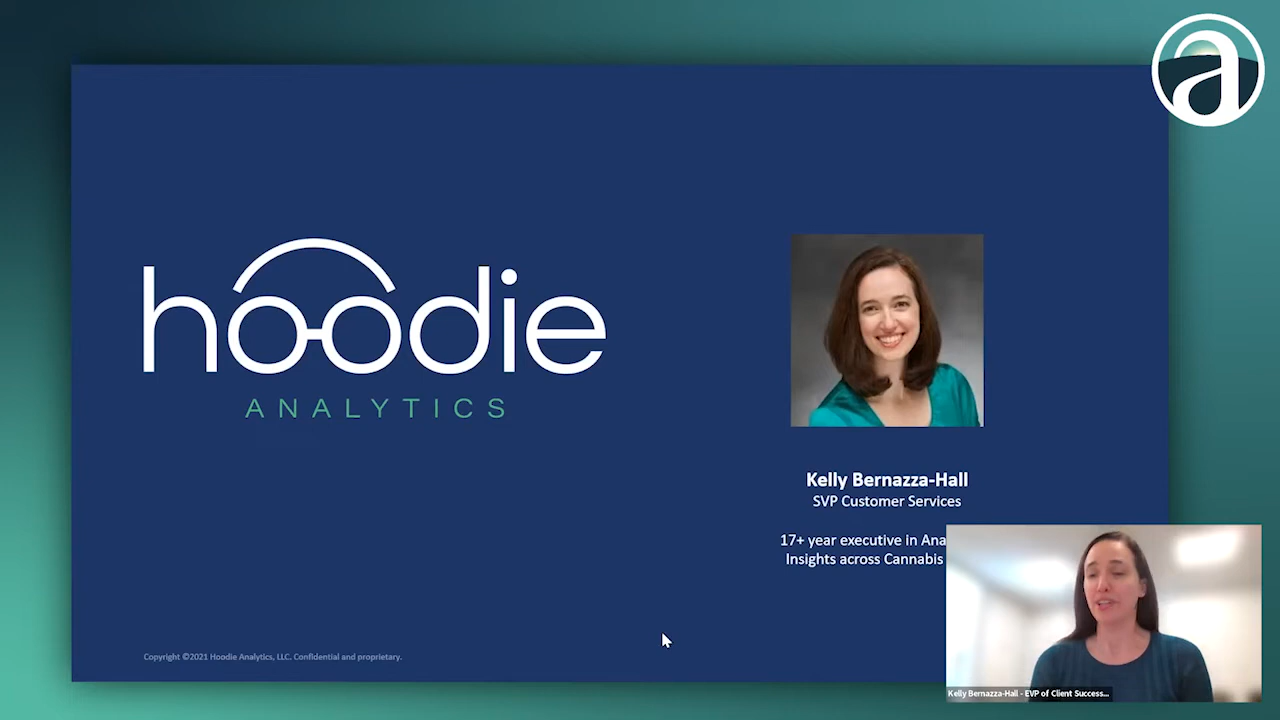 a
hoodie
ANALYTICS
Kelly Bernazza-Hall
SVP Customer Services
17+ year executive in Ana
Insights across Cannabis
Copyright ©2021 Hoodie Analytics, LLC. Confidential and proprietary.
Kelly Bernazza-Hall - EVP of Client Success...